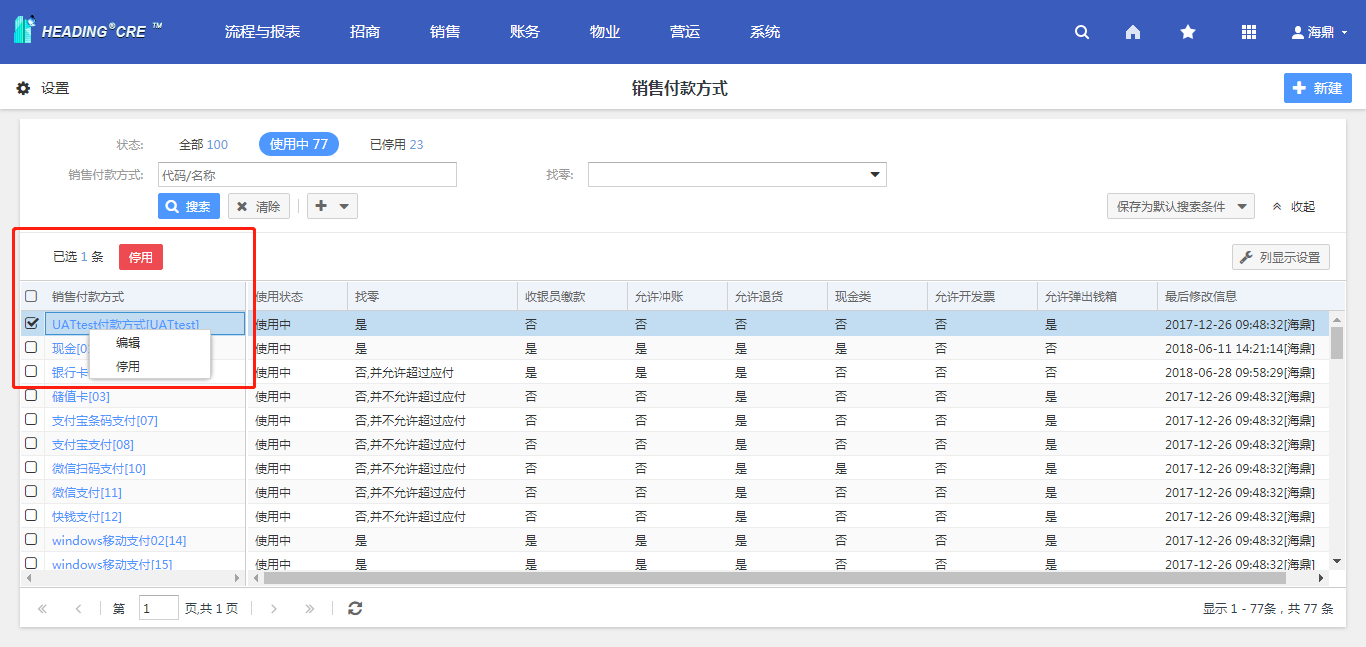 HEADING®CRE ™ 流程与报表 招商 销售 账务 物业 营运 系统 海鼎
设置 销售付款方式 新建
状态: 全部 100 使用中 77 已停用 23
销售付款方式: 代码/名称 找零:
搜索 清除 保存为默认搜索条件 收起
已选 1 条 停用 列显示设置
销售付款方式 使用状态 找零 收银员缴款 允许冲账 允许退货 现金类 允许开发票 允许弹出钱箱 最后修改信息
UATtest付款方式[UATtest] 使用中 是 否 否 否 否 否 是 2017-12-26 09:48:32[海鼎]
编辑
现金[0 使用中 是 是 是 是 是 否 否 2018-06-11 14:21:14[海鼎]
停用
银行卡 使用中 否,并允许超过应付 是 是 是 否 否 否 2018-06-28 09:58:29[海鼎]
储值卡[03] 使用中 否,并不允许超过应付 否 否 是 否 否 是 2017-12-26 09:48:32[海鼎]
支付宝条码支付[07] 使用中 否,并不允许超过应付 否 否 是 否 否 是 2017-12-26 09:48:32[海鼎]
支付宝支付[08] 使用中 否,并不允许超过应付 否 否 是 否 否 是 2017-12-26 09:48:32[海鼎]
微信扫码支付[10] 使用中 否,并不允许超过应付 否 否 是 是 否 是 2017-12-26 09:48:32[海鼎]
微信支付[11] 使用中 否,并不允许超过应付 否 否 是 否 否 是 2017-12-26 09:48:32[海鼎]
快钱支付[12] 使用中 否,并不允许超过应付 否 否 是 否 否 是 2017-12-26 09:48:32[海鼎]
windows移动支付02[14] 使用中 是 否 否 是 否 否 是 2017-12-26 09:48:32[海鼎]
windows移动支付[15] 使用中 是 否 否 是 否 否 是 2017-12-26 09:48:32[海鼎]
第 1 页,共 1 页 显示 1 - 77条，共 77 条